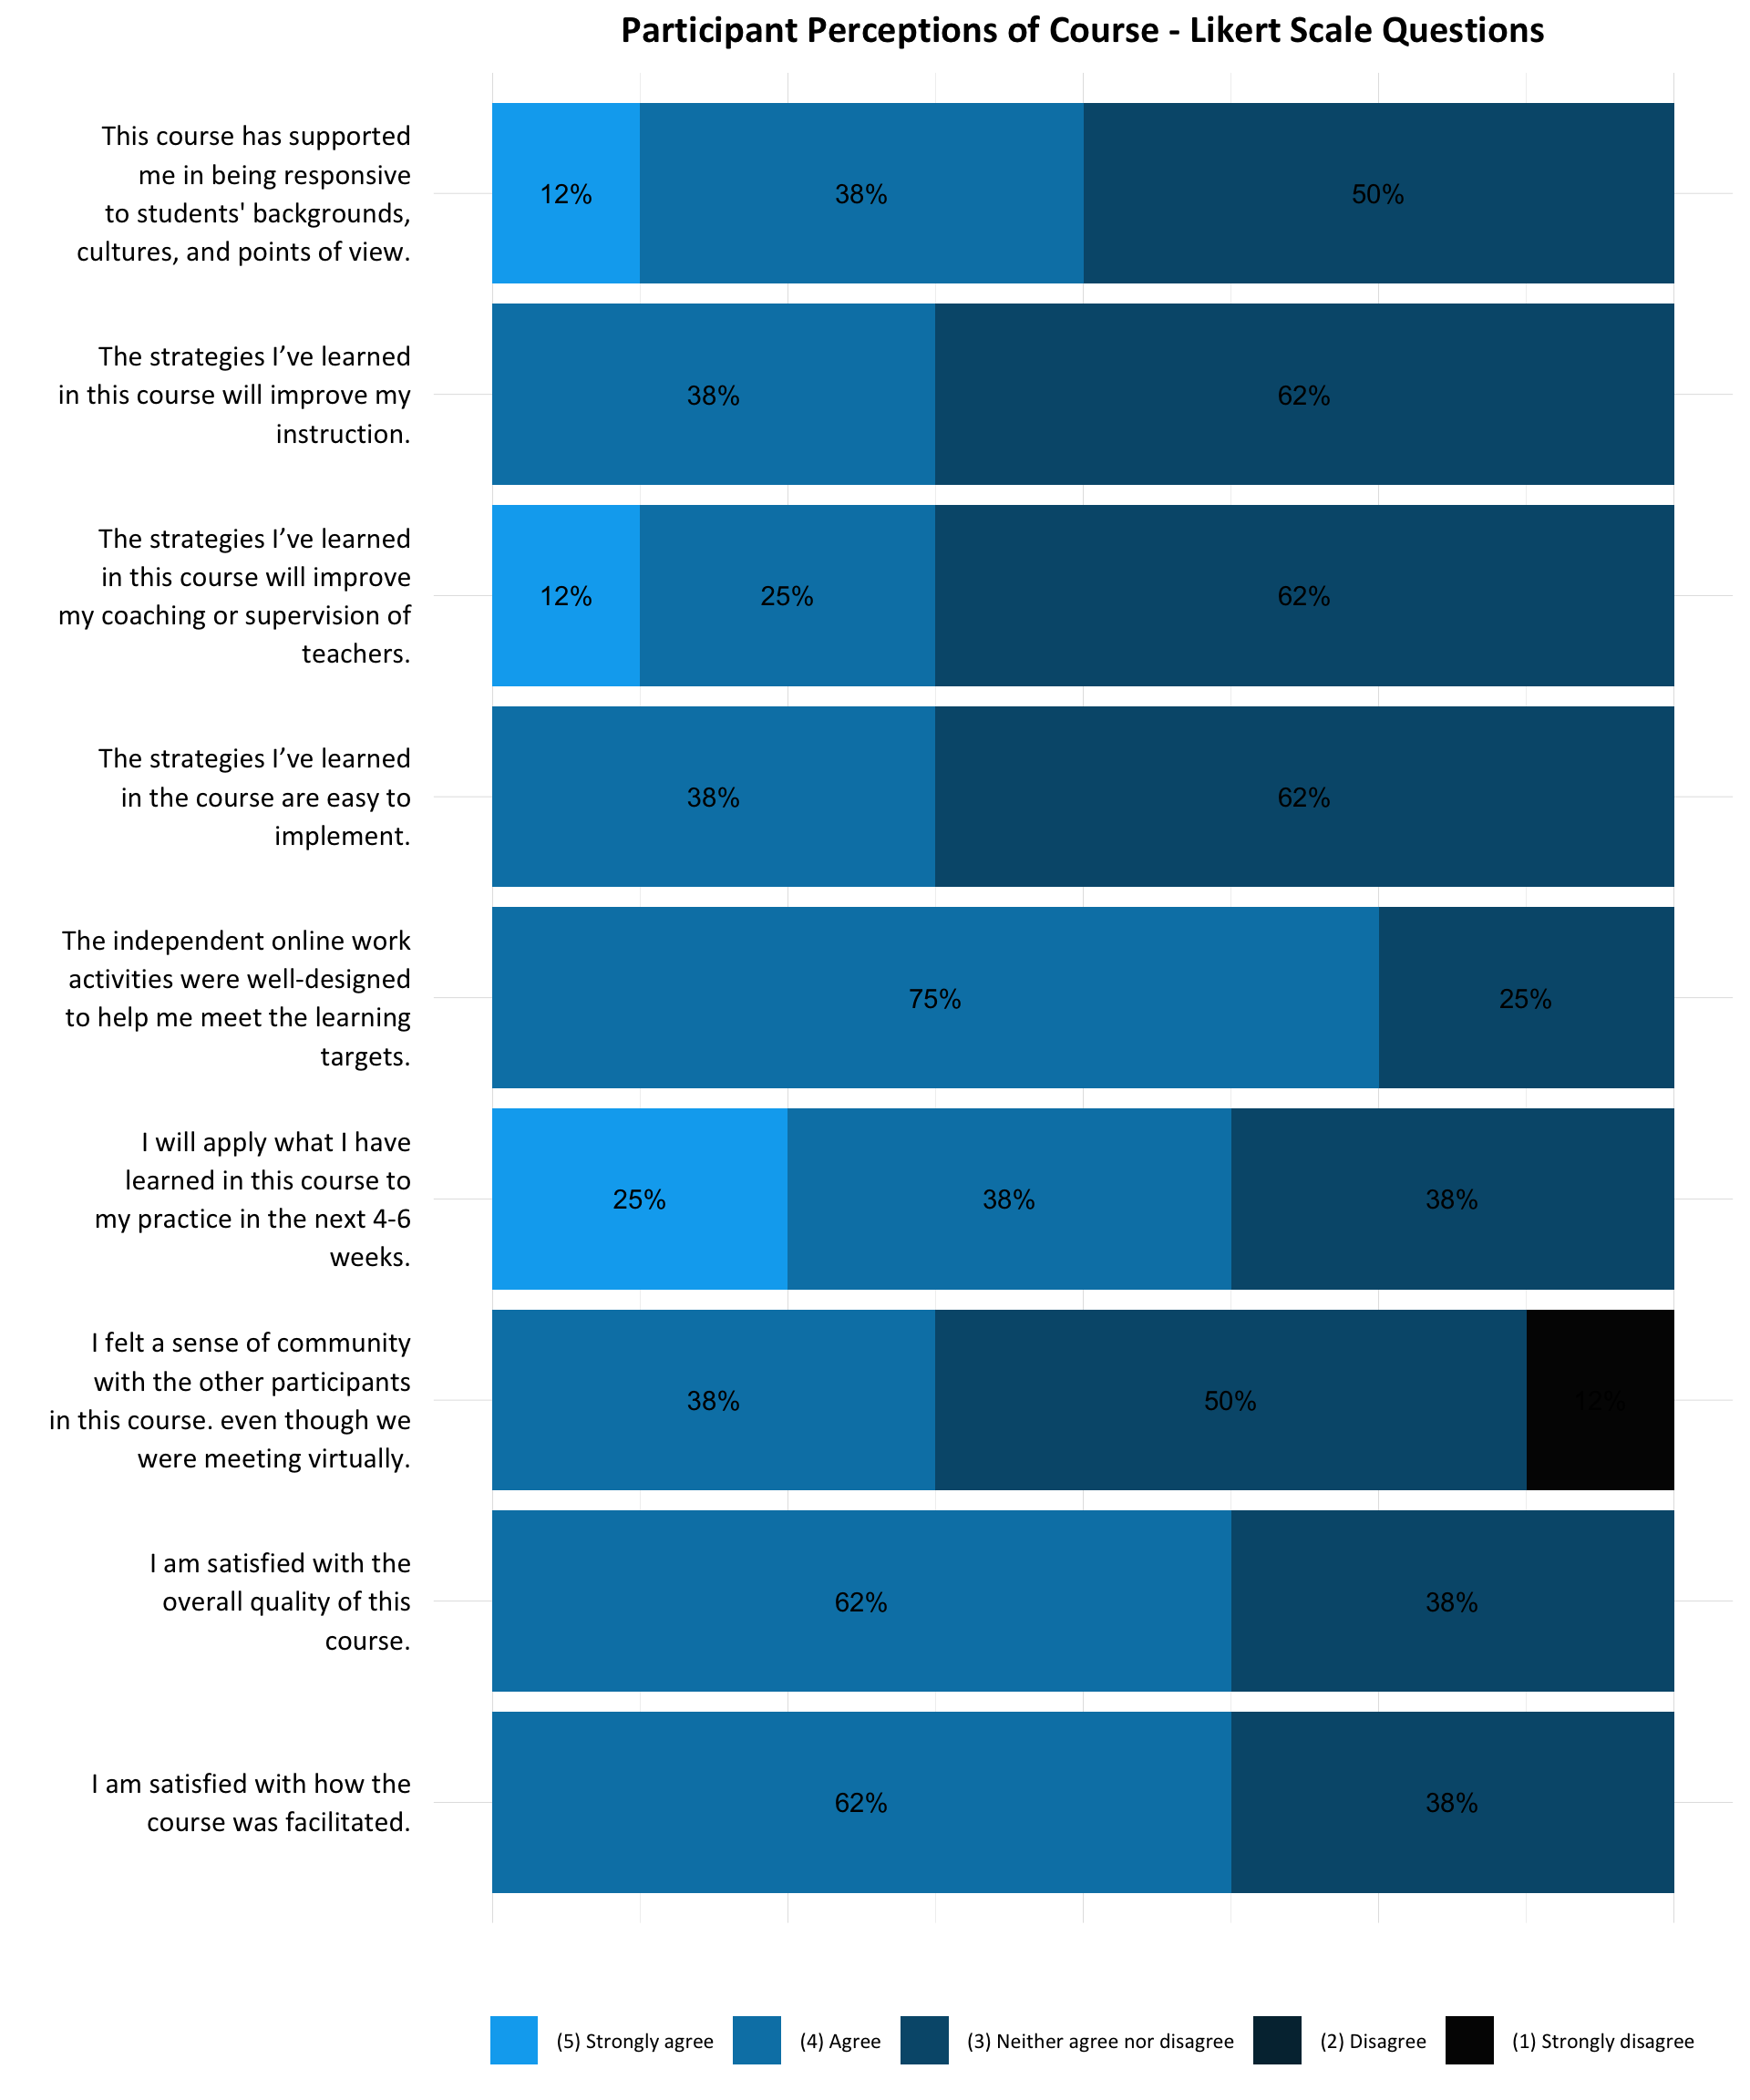 Participant Perceptions of Course - Likert Scale Questions
This course has supported
me in being responsive
to students' backgrounds,
cultures, and points of view.
12%
38%
50%
The strategies I’ve learned
in this course will improve my
instruction.
38%
62%
The strategies I’ve learned
in this course will improve
my coaching or supervision of
teachers.
12%
25%
62%
The strategies I’ve learned
in the course are easy to
implement.
38%
62%
The independent online work
activities were well-designed
to help me meet the learning
targets.
75%
25%
I will apply what I have
learned in this course to
my practice in the next 4-6
weeks.
25%
38%
38%
I felt a sense of community
with the other participants
in this course. even though we
were meeting virtually.
38%
50%
12%
I am satisfied with the
overall quality of this
course.
62%
38%
I am satisfied with how the
course was facilitated.
62%
38%
(5) Strongly agree
(4) Agree
(3) Neither agree nor disagree
(2) Disagree
(1) Strongly disagree